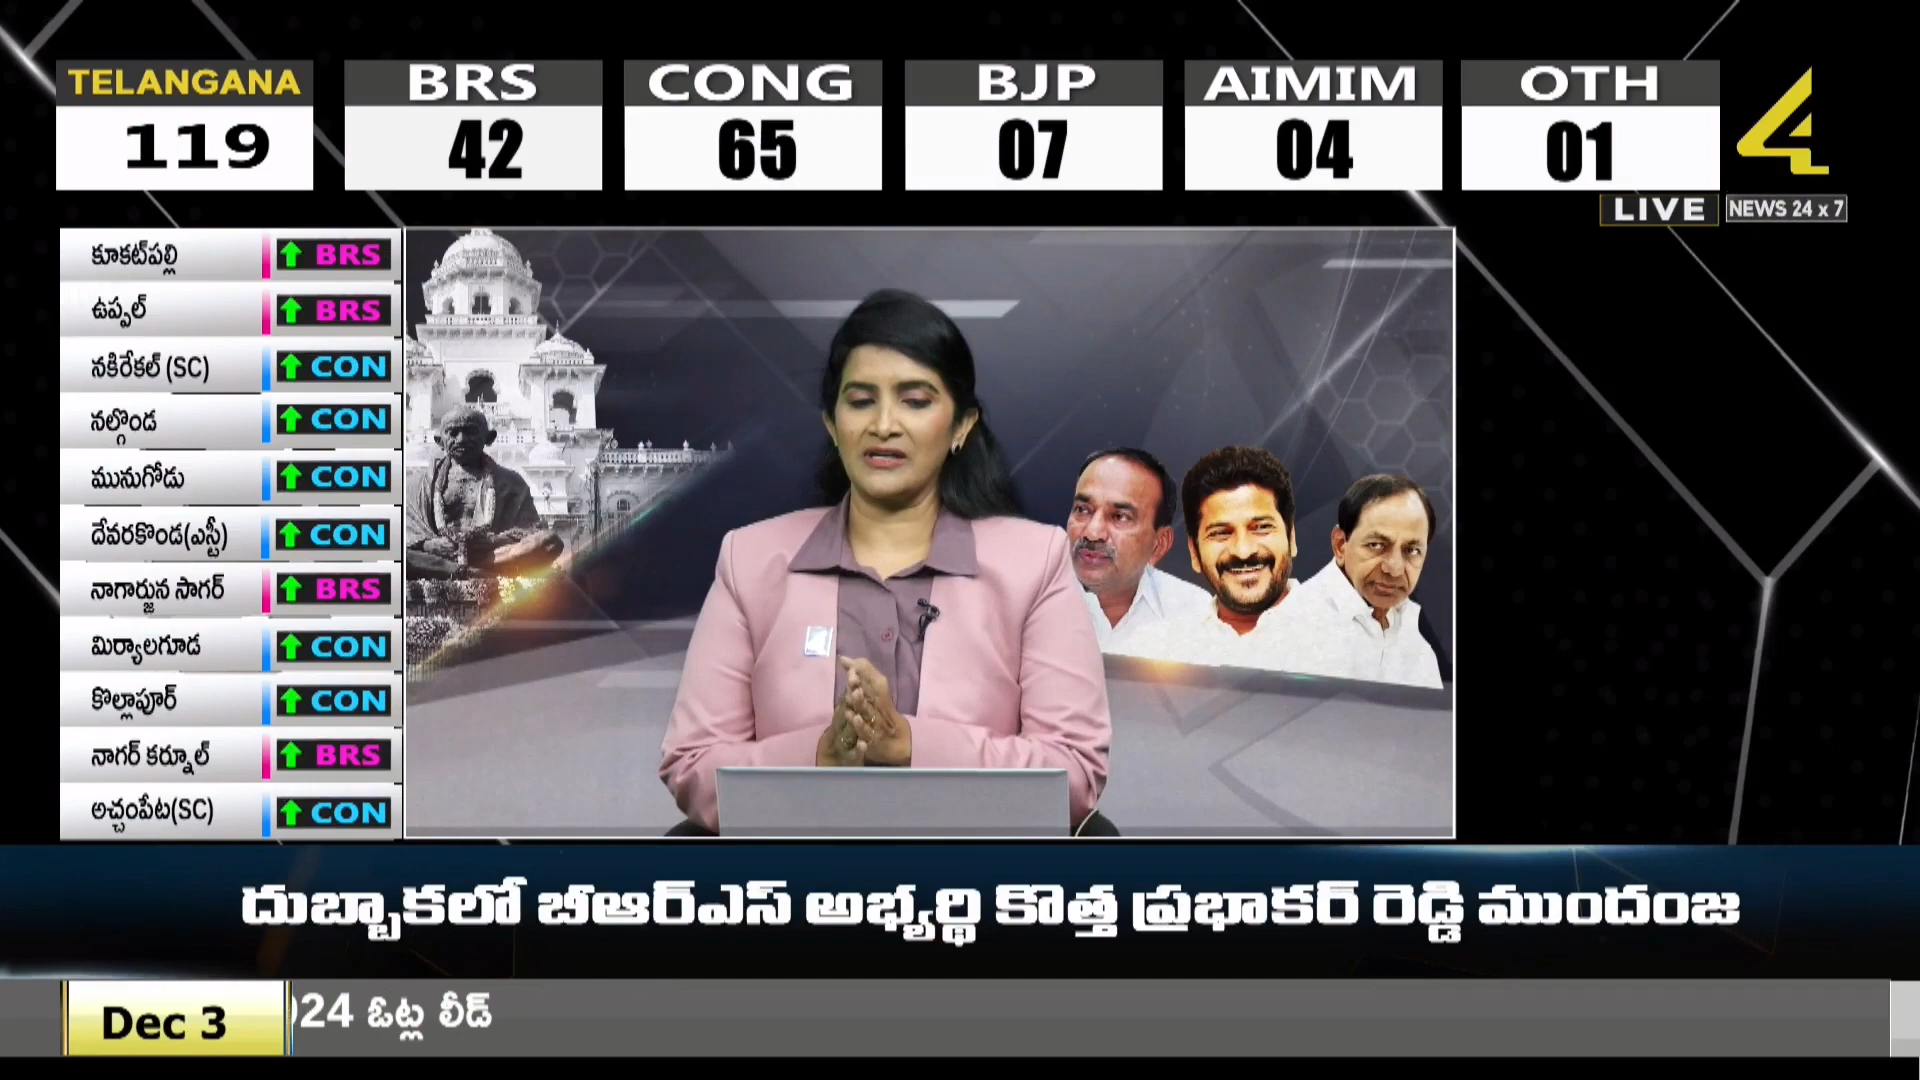 TELANGANA
119
BRS
42
CONG
65
BJP
07
AIMIM
04
OTH
01
4
LIVE
NEWS 24 x 7
కూకట్‌పల్లి BRS
ఉప్పల్ BRS
నకిరేకల్ (SC) CON
నల్గొండ CON
మునుగోడు CON
దేవరకొండ(ఎస్టీ) CON
నాగార్జున సాగర్ BRS
మిర్యాలగూడ CON
కొల్లాపూర్ CON
నాగర్ కర్నూల్ BRS
అచ్చంపేట(SC) CON
దుబ్బాకలో బీఆర్ఎస్ అభ్యర్థి కొత్త ప్రభాకర్ రెడ్డి ముందంజ
Dec 3
024 ఓట్ల లీడ్